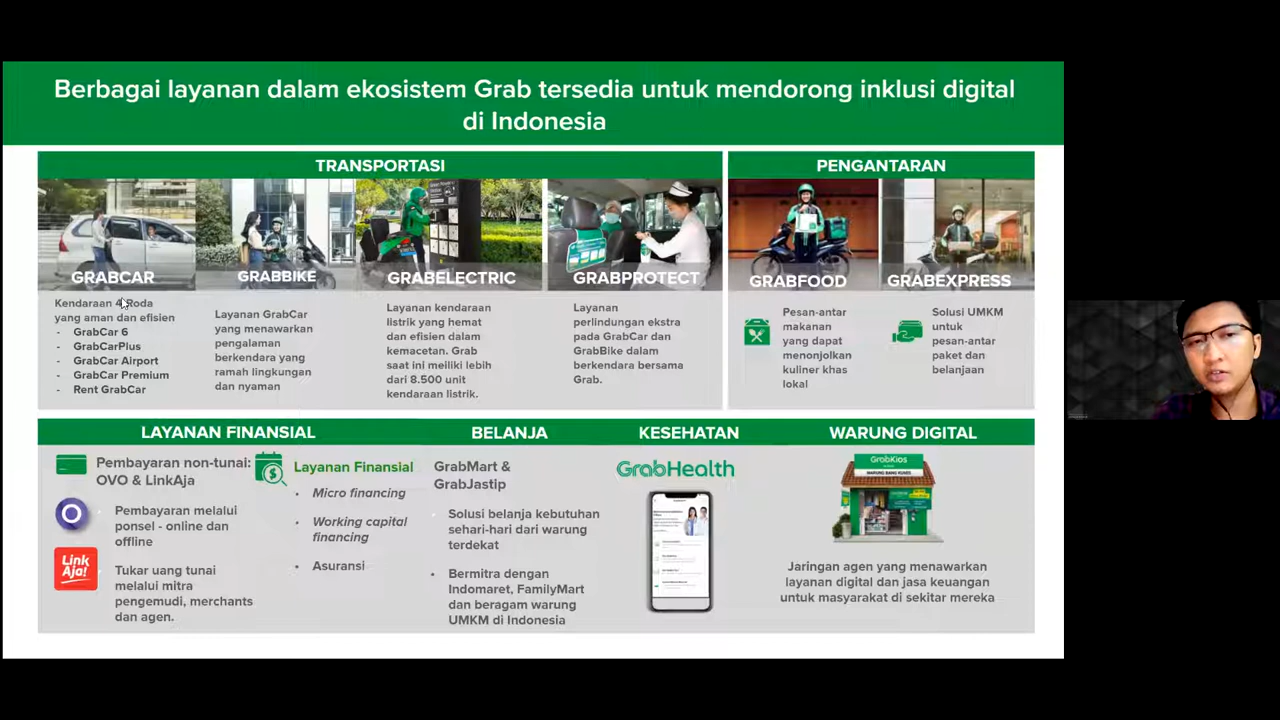 Berbagai layanan dalam ekosistem Grab tersedia untuk mendorong inklusi digital
di Indonesia
TRANSPORTASI
GRABCAR
Kendaraan 4 Roda
yang aman dan efisien
- GrabCar 6
- GrabCarPlus
- GrabCar Airport
- GrabCar Premium
- Rent GrabCar
GRABBIKE
Layanan GrabCar
yang menawarkan
pengalaman
berkendara yang
ramah lingkungan
dan nyaman
GRABELECTRIC
Layanan kendaraan
listrik yang hemat
dan efisien dalam
kemacetan. Grab
saat ini meiliki lebih
dari 8.500 unit
kendaraan listrik.
GRABPROTECT
Layanan
perlindungan ekstra
pada GrabCar dan
GrabBike dalam
berkendara bersama
Grab.
PENGANTARAN
GRABFOOD
Pesan-antar
makanan
yang dapat
menonjolkan
kuliner khas
lokal
GRABEXPRESS
Solusi UMKM
untuk
pesan-antar
paket dan
belanjaan
LAYANAN FINANSIAL
Pembayaran non-tunai:
OVO & LinkAja
Pembayaran melalui
ponsel - online dan
offline
Link
Aja!
Tukar uang tunai
melalui mitra
pengemudi, merchants
dan agen.
Layanan Finansial
• Micro financing
• Working capital
financing
• Asuransi
BELANJA
GrabMart &
GrabJastip
Solusi belanja kebutuhan
sehari-hari dari warung
terdekat
• Bermitra dengan
Indomaret, FamilyMart
dan beragam warung
UMKM di Indonesia
KESEHATAN
GrabHealth
WARUNG DIGITAL
GrabKios
Jaringan agen yang menawarkan
layanan digital dan jasa keuangan
untuk masyarakat di sekitar mereka